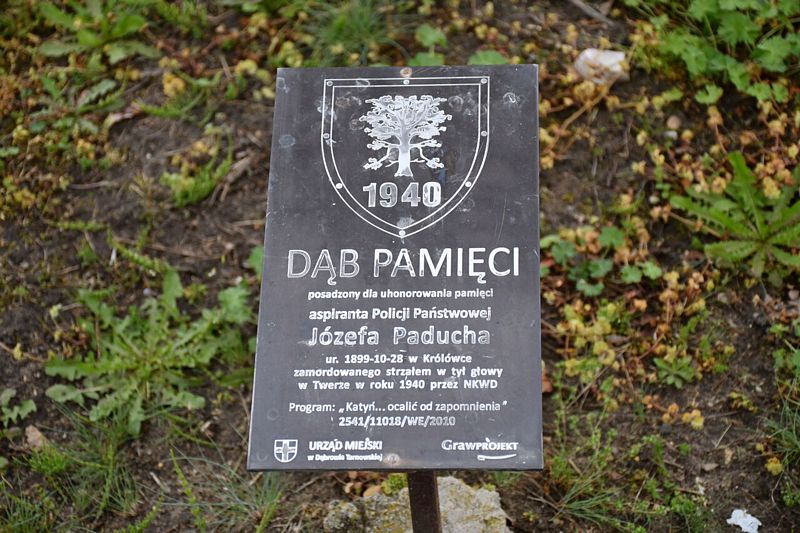 1940
DĄB PAMIĘCI
posadzony dla uhonorowania pamięci
aspiranta Policji Państwowej
Józefa Paducha
ur. 1899-10-28 w Królówce
zamordowanego strzałem w tył głowy
w Twerze w roku 1940 przez NKWD
Program: „Katyń... ocalić od zapomnienia"
2541/11018/WE/2010
URZĄD MIEJSKI
w Dąbrowie Tarnowskiej
GRAWPROJEKT